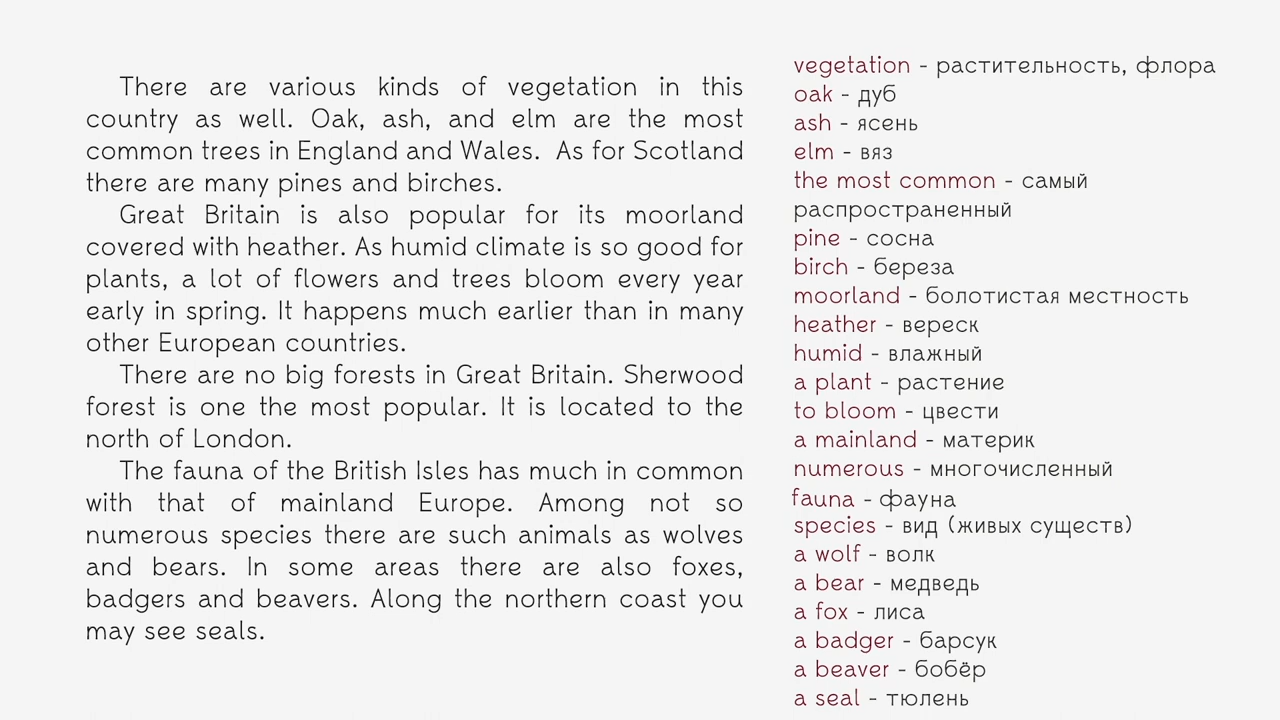 There are various kinds of vegetation in this
country as well. Oak, ash, and elm are the most
common trees in England and Wales. As for Scotland
there are many pines and birches.
Great Britain is also popular for its moorland
covered with heather. As humid climate is so good for
plants, a lot of flowers and trees bloom every year
early in spring. It happens much earlier than in many
other European countries.
There are no big forests in Great Britain. Sherwood
forest is one the most popular. It is located to the
north of London.
The fauna of the British Isles has much in common
with that of mainland Europe. Among not so
numerous species there are such animals as wolves
and bears. In some areas there are also foxes,
badgers and beavers. Along the northern coast you
may see seals.
vegetation - растительность, флора
oak - дуб
ash - ясень
elm - вяз
the most common - самый
распространенный
pine - сосна
birch - береза
moorland - болотистая местность
heather - вереск
humid - влажный
a plant - растение
to bloom - цвести
a mainland - материк
numerous - многочисленный
fauna - фауна
species - вид (живых существ)
a wolf - волк
a bear - медведь
a fox - лиса
a badger - барсук
a beaver - бобёр
a seal - тюлень